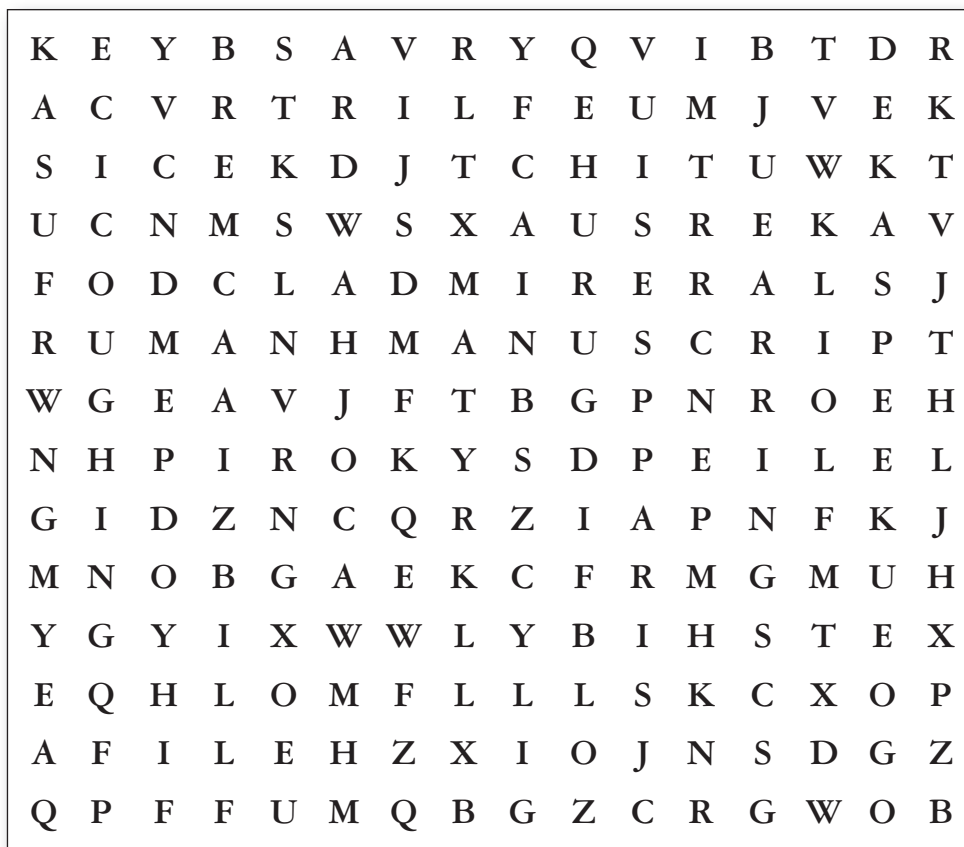 K E Y B S A V R Y Q V I B T D R
A C V R T R I L F E U M J V E K
S I C E K D J T C H I T U W K T
U C N M S W S X A U S R E K A V
F O D C L A D M I R E R A L S J
R U M A N H M A N U S C R I P T
W G E A V J F T B G P N R O E H
N H P I R O K Y S D P E I L E L
G I D Z N C Q R Z I A P N F K J
M N O B G A E K C F R M G M U H
Y G Y I X W W L Y B I H S T E X
E Q H L O M F L L L S K C X O P
A F I L E H Z X I O J N S D G Z
Q P F F U M Q B G Z C R G W O B